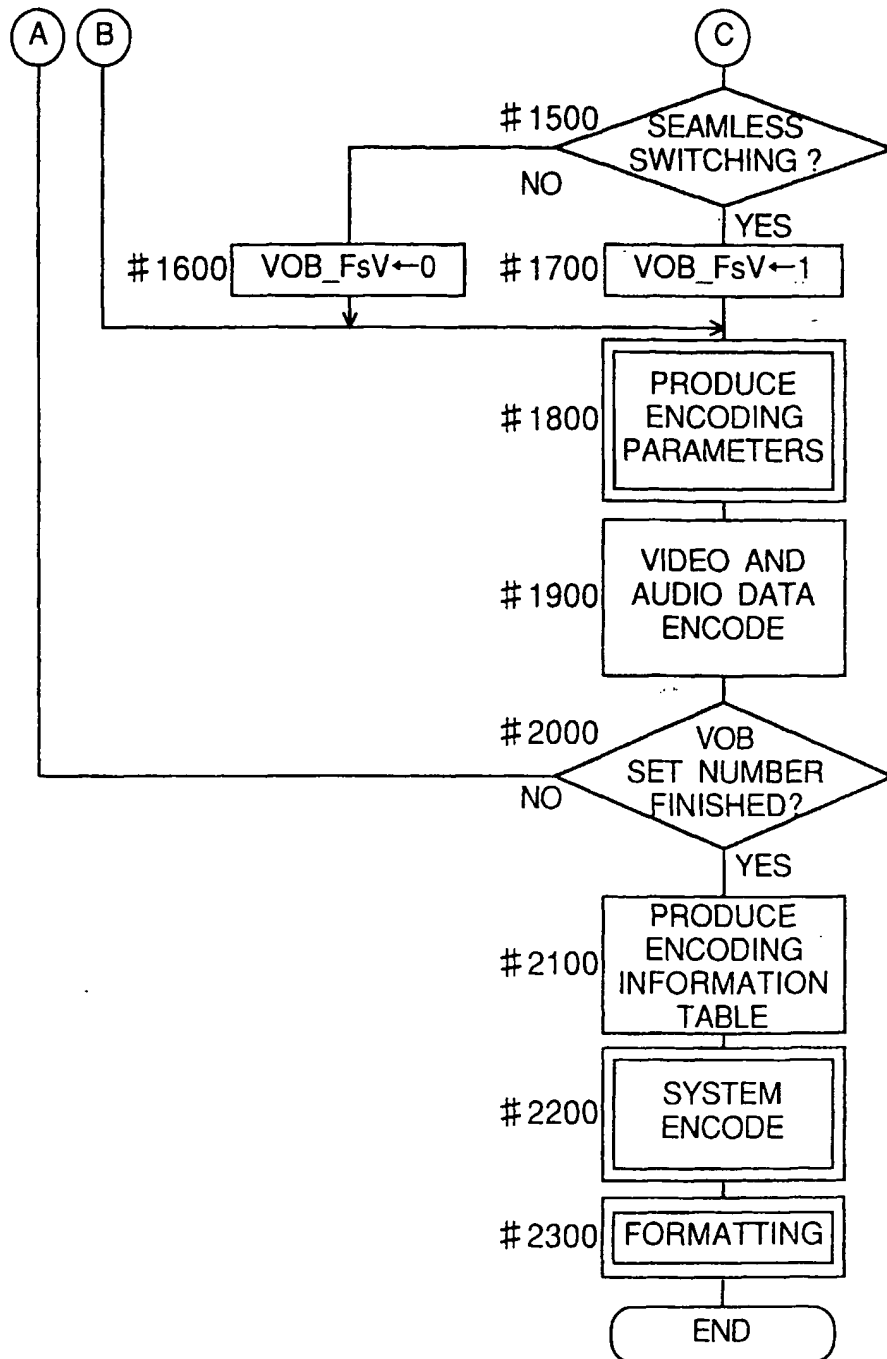 A
B
C
#1500
SEAMLESS
SWITCHING ?
NO
YES
#1600
VOB_FsV←0
#1700
VOB_FsV←1
#1800
PRODUCE
ENCODING
PARAMETERS
#1900
VIDEO AND
AUDIO DATA
ENCODE
#2000
VOB
SET NUMBER
FINISHED?
NO
YES
#2100
PRODUCE
ENCODING
INFORMATION
TABLE
#2200
SYSTEM
ENCODE
#2300
FORMATTING
END